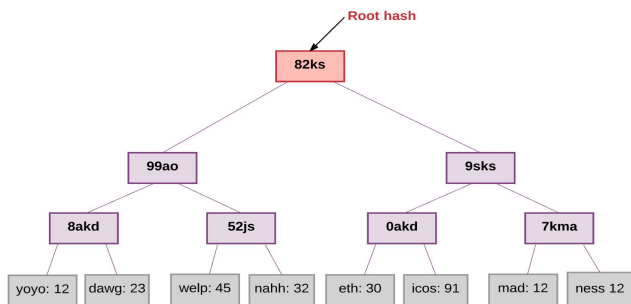 Root hash
82ks
99ao
9sks
8akd
52js
0akd
7kma
yoyo: 12
dawg: 23
welp: 45
nahh: 32
eth: 30
icos: 91
mad: 12
ness 12